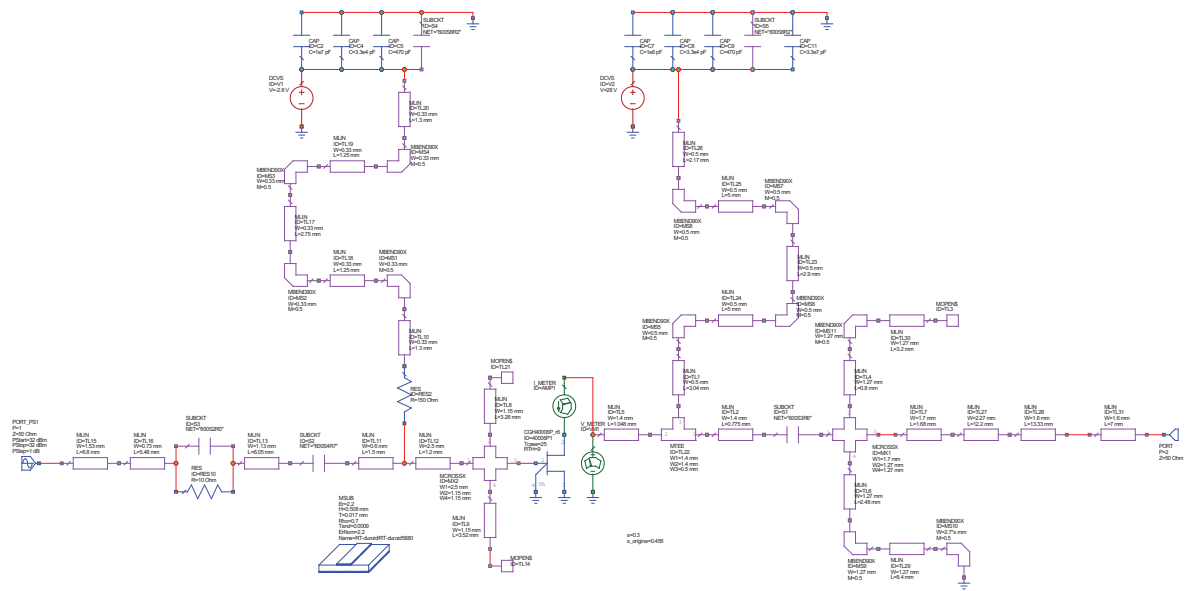 SUBCKT
ID=S4
NET="600S8R2"
CAP
ID=C2
C=1e7 pF
CAP
ID=C4
C=3.3e4 pF
CAP
ID=C5
C=470 pF
DCVS
ID=V1
V=-2.8 V
MLIN
ID=TL20
W=0.33 mm
L=1.3 mm
MLIN
ID=TL19
W=0.33 mm
L=1.25 mm
MBEND90X
ID=MS4
W=0.33 mm
M=0.5
MBEND90X
ID=MS3
W=0.33 mm
M=0.5
MLIN
ID=TL17
W=0.33 mm
L=2.75 mm
MLIN
ID=TL18
W=0.33 mm
L=1.25 mm
MBEND90X
ID=MS1
W=0.33 mm
M=0.5
MBEND90X
ID=MS2
W=0.33 mm
M=0.5
MLIN
ID=TL10
W=0.33 mm
L=1.3 mm
RES
ID=RES2
R=150 Ohm
SUBCKT
ID=S5
NET="600S8R2"
CAP
ID=C7
C=1e6 pF
CAP
ID=C8
C=3.3e4 pF
CAP
ID=C9
C=470 pF
CAP
ID=C11
C=3.3e7 pF
DCVS
ID=V2
V=28 V
MLIN
ID=TL26
W=0.5 mm
L=2.17 mm
MLIN
ID=TL25
W=0.5 mm
L=5 mm
MBEND90X
ID=MS7
W=0.5 mm
M=0.5
MBEND90X
ID=MS8
W=0.5 mm
M=0.5
MLIN
ID=TL23
W=0.5 mm
L=2.9 mm
MLIN
ID=TL24
W=0.5 mm
L=5 mm
MBEND90X
ID=MS6
W=0.5 mm
M=0.5
MBEND90X
ID=MS5
W=0.5 mm
M=0.5
MLIN
ID=TL1
W=0.5 mm
L=3.04 mm
MBEND90X
ID=MS11
W=1.27 mm
M=0.5
MLIN
ID=TL30
W=1.27 mm
L=3.2 mm
MOPEN$
ID=TL3
MLIN
ID=TL4
W=1.27 mm
L=0.8 mm
PORT_PS1
P=1
Z=50 Ohm
PStart=32 dBm
PStop=32 dBm
PStep=1 dB
MLIN
ID=TL15
W=1.53 mm
L=6.8 mm
MLIN
ID=TL16
W=0.73 mm
L=5.48 mm
SUBCKT
ID=S3
NET="600S2R0"
RES
ID=RES10
R=10 Ohm
MLIN
ID=TL13
W=1.13 mm
L=6.05 mm
SUBCKT
ID=S2
NET="600S4R7"
MLIN
ID=TL11
W=0.6 mm
L=1.5 mm
MLIN
ID=TL12
W=2.5 mm
L=1.2 mm
MOPEN$
ID=TL21
MLIN
ID=TL8
W=1.15 mm
L=3.28 mm
MCROSSX
ID=MX2
W1=2.5 mm
W2=1.15 mm
W4=1.15 mm
MLIN
ID=TL9
W=1.15 mm
L=3.52 mm
MOPEN$
ID=TL14
I_METER
ID=AMP1
CGH40006P_r6
ID=40006P1
Tcase=25
RTH=9
V_METER
ID=VM1
MLIN
ID=TL5
W=1.4 mm
L=1.048 mm
MTEE
ID=TL22
W1=1.4 mm
W2=1.4 mm
W3=0.5 mm
MLIN
ID=TL2
W=1.4 mm
L=0.775 mm
SUBCKT
ID=S1
NET="600S3R6"
MCROSSX
ID=MX1
W1=1.7 mm
W2=1.27 mm
W4=1.27 mm
MLIN
ID=TL7
W=1.7 mm
L=1.68 mm
MLIN
ID=TL27
W=2.27 mm
L=12.2 mm
MLIN
ID=TL28
W=1.6 mm
L=13.33 mm
MLIN
ID=TL31
W=1.6 mm
L=7 mm
PORT
P=2
Z=50 Ohm
MLIN
ID=TL6
W=1.27 mm
L=2.48 mm
MBEND90X
ID=MS9
W=1.27 mm
M=0.5
MLIN
ID=TL29
W=1.27 mm
L=8.4 mm
MBEND90X
ID=MS10
M=0.5
MSUB
Er=2.2
H=0.508 mm
T=0.017 mm
Rho=0.7
Tand=0.0009
ErNom=2.2
Name=RT-duroid/RT-duroid5880
s=0.3
s_origina=0.456